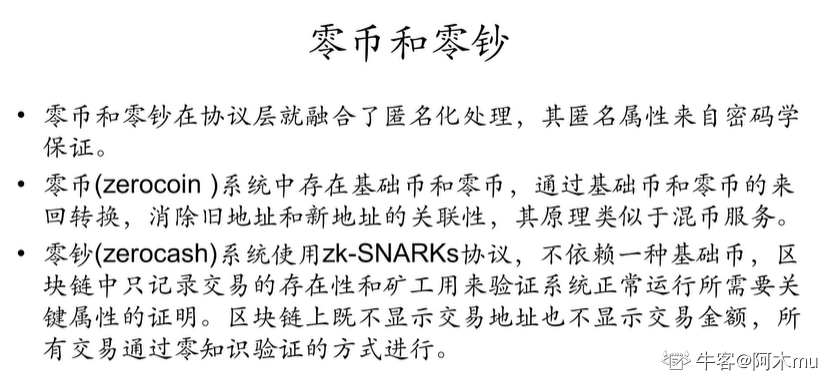 零币和零钞
• 零币和零钞在协议层就融合了匿名化处理，其匿名属性来自密码学
保证。
• 零币(zerocoin )系统中存在基础币和零币，通过基础币和零币的来
回转换，消除旧地址和新地址的关联性，其原理类似于混币服务。
• 零钞(zerocash)系统使用zk-SNARKs协议，不依赖一种基础币，区
块链中只记录交易的存在性和矿工用来验证系统正常运行所需要关
键属性的证明。区块链上既不显示交易地址也不显示交易金额，所
有交易通过零知识验证的方式进行。
牛客@阿木mu